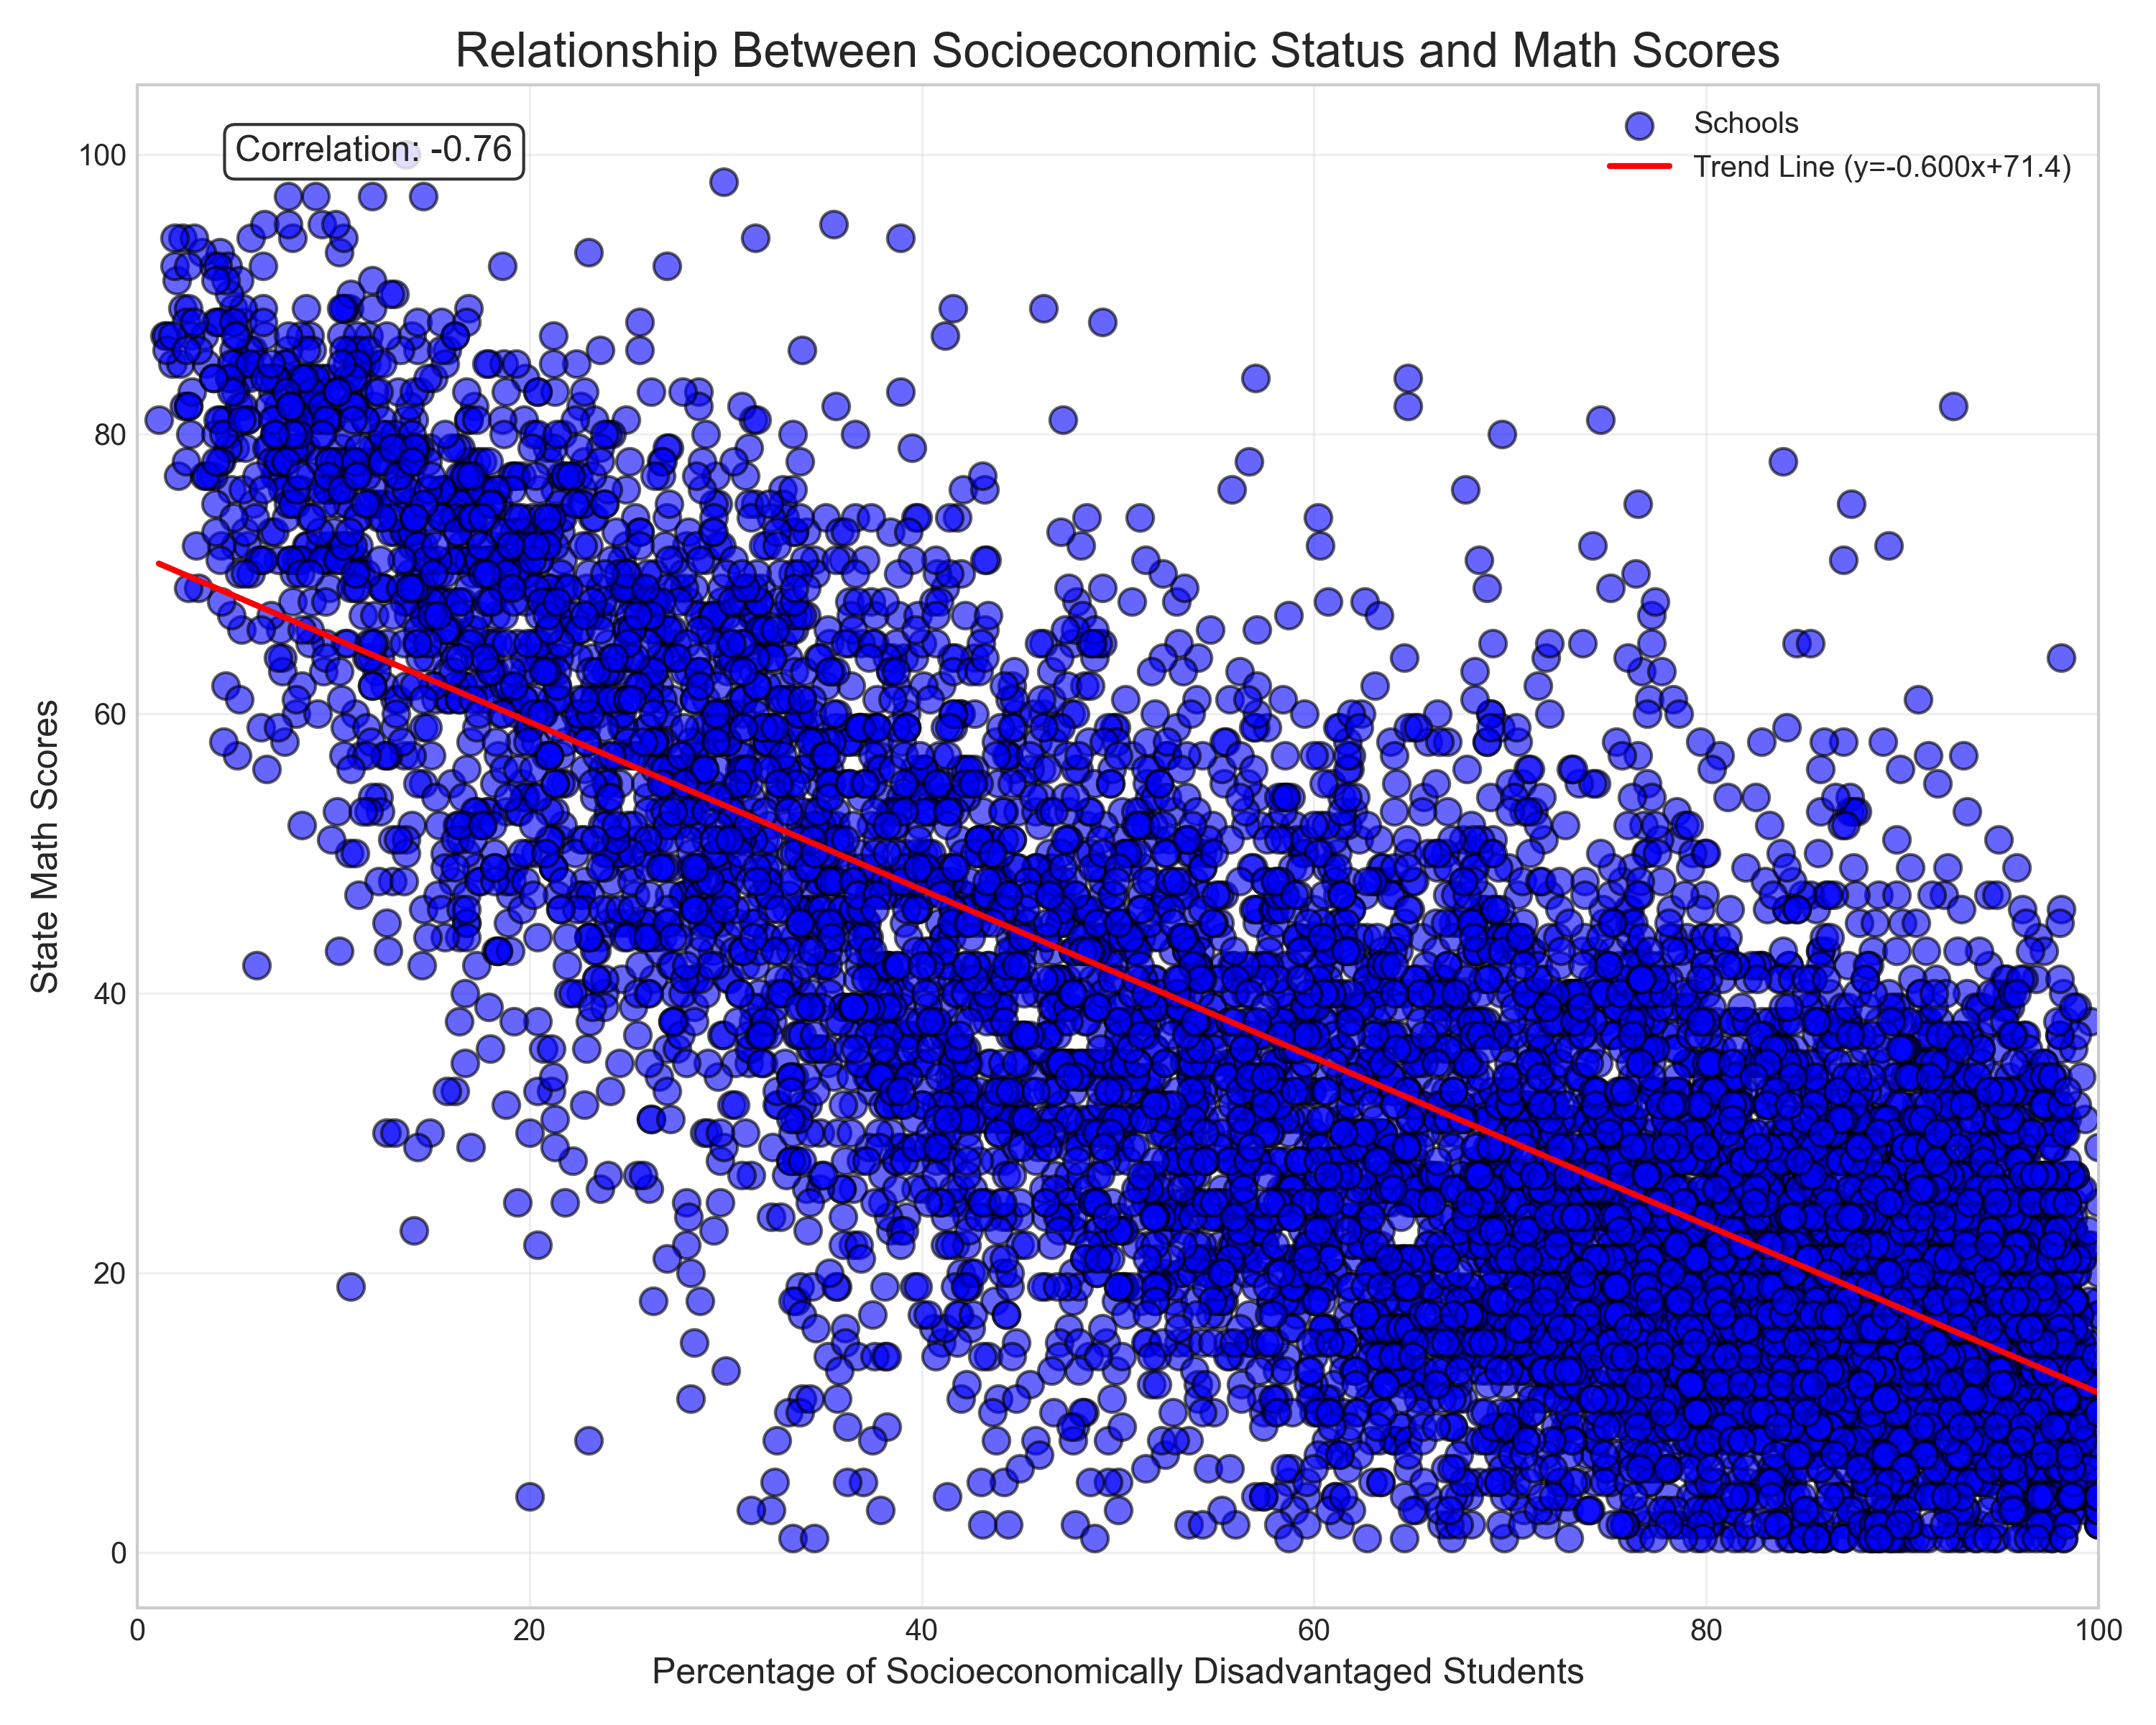 Relationship Between Socioeconomic Status and Math Scores
Correlation: -0.76
Schools
Trend Line (y=-0.600x+71.4)
State Math Scores
100
80
60
40
20
0
0 20 40 60 80 100
Percentage of Socioeconomically Disadvantaged Students